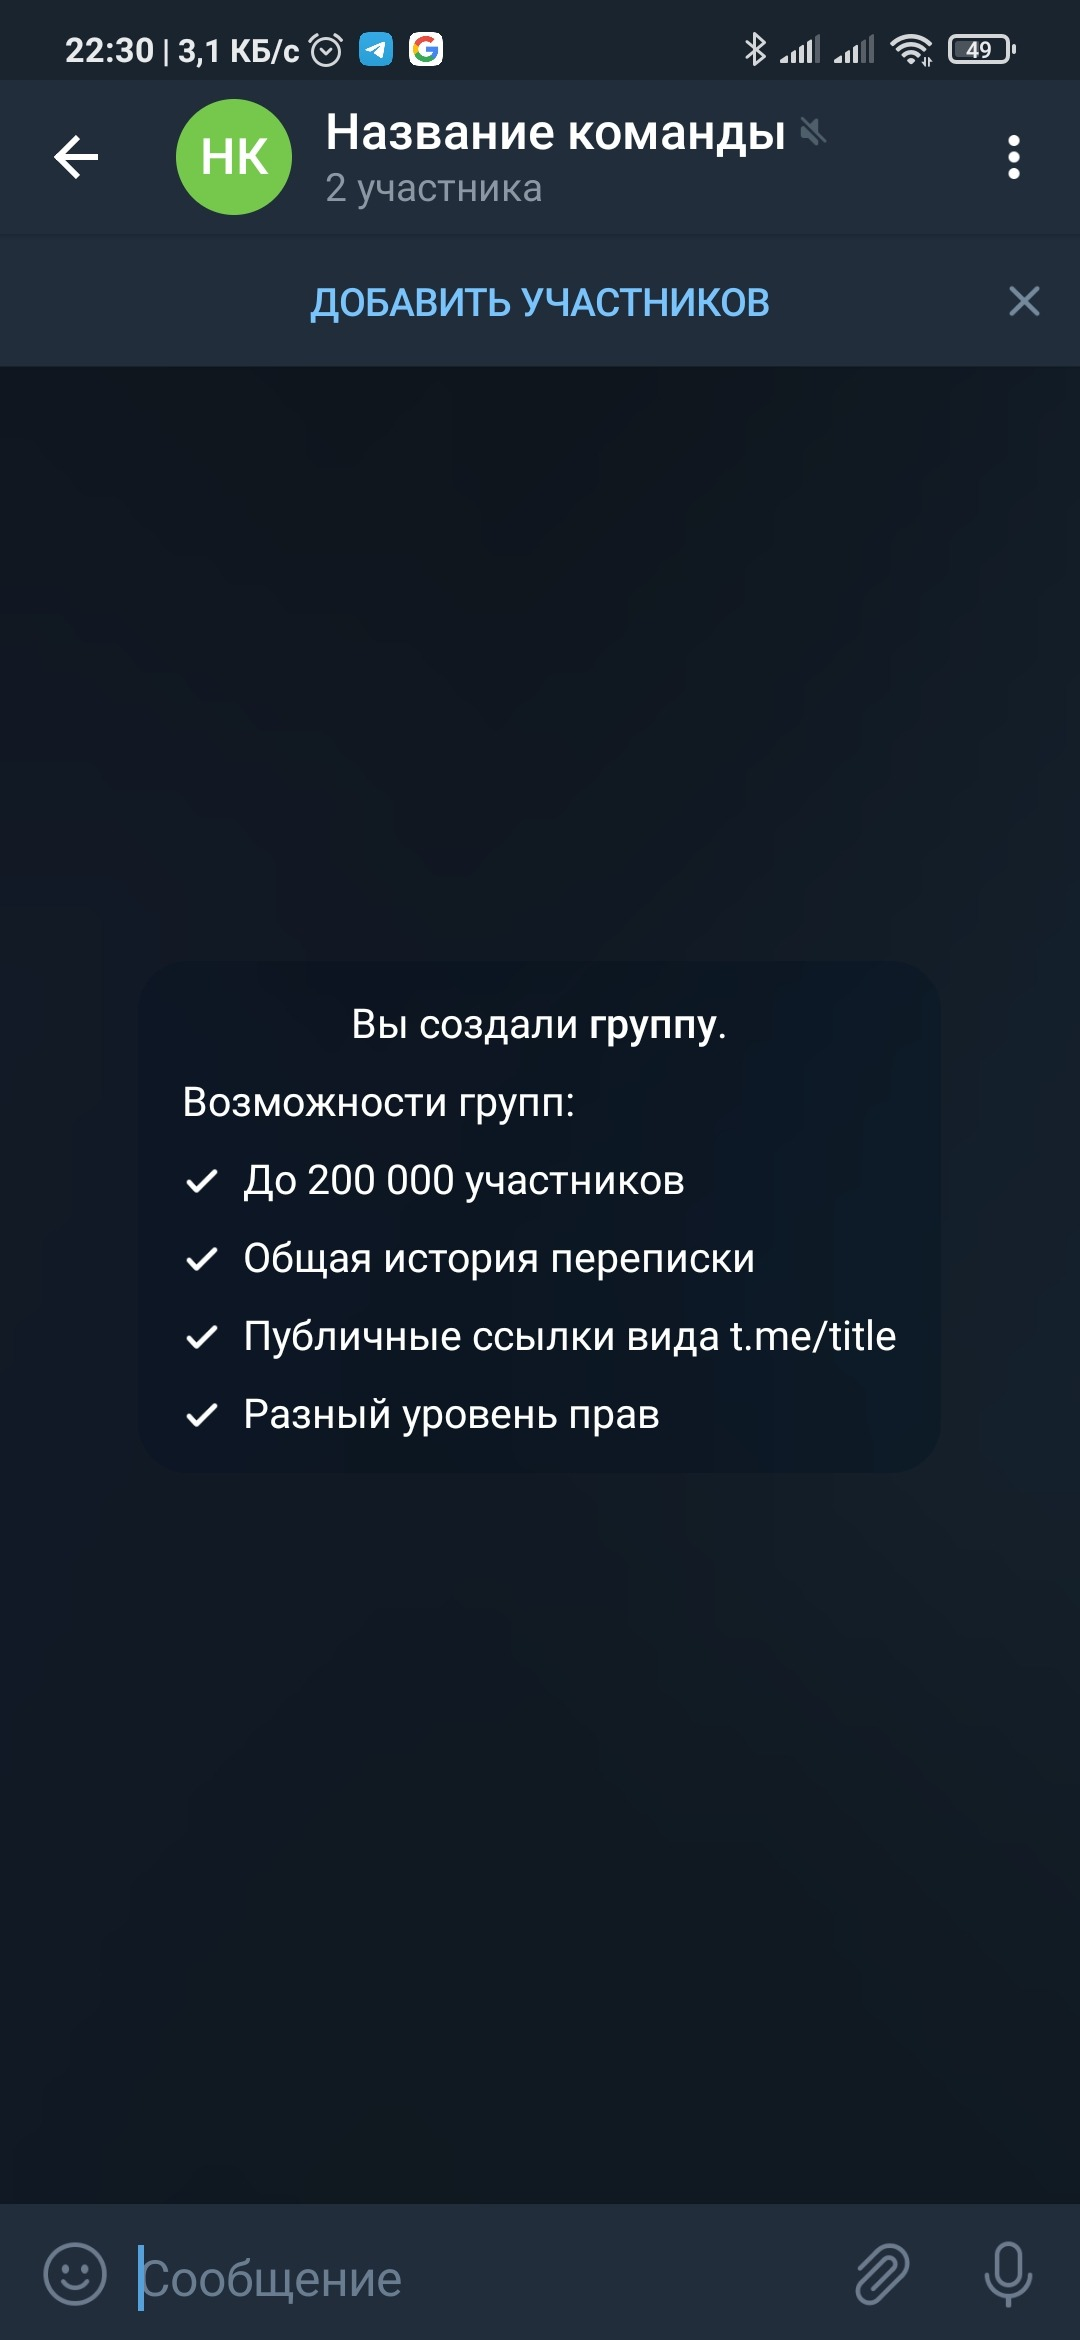 22:30 | 3,1 КБ/с
49
НК
Название команды
2 участника
ДОБАВИТЬ УЧАСТНИКОВ
Вы создали группу.
Возможности групп:
До 200 000 участников
Общая история переписки
Публичные ссылки вида t.me/title
Разный уровень прав
Сообщение